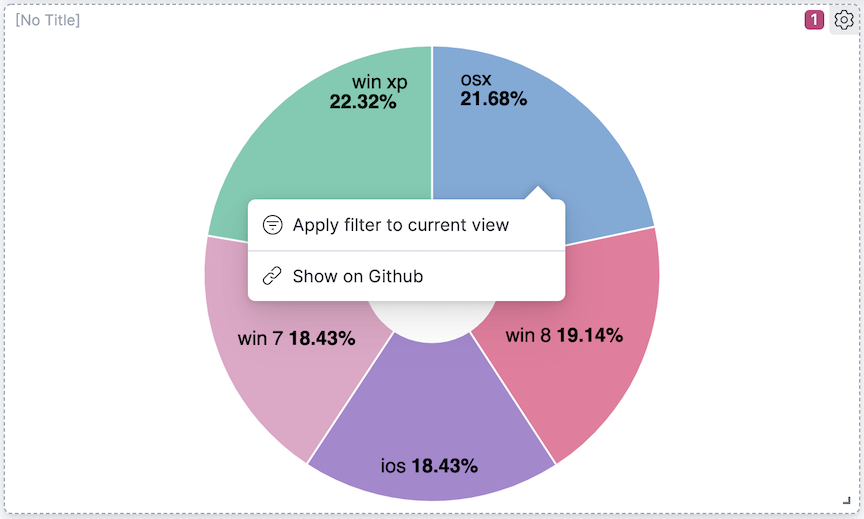 [No Title]
1
win xp
22.32%
osx
21.68%
Apply filter to current view
Show on Github
win 7 18.43%
win 8 19.14%
ios 18.43%